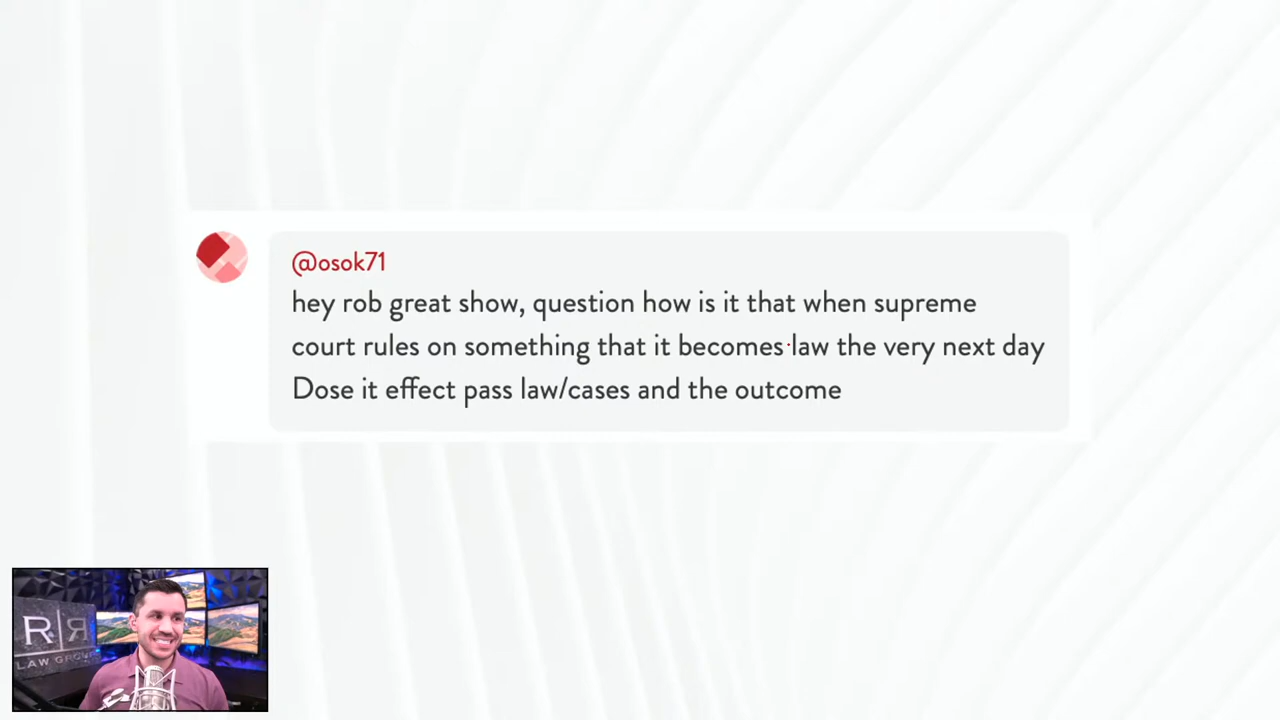 @osok71
hey rob great show, question how is it that when supreme
court rules on something that it becomes law the very next day
Dose it effect pass law/cases and the outcome
R|R
LAW GROUP